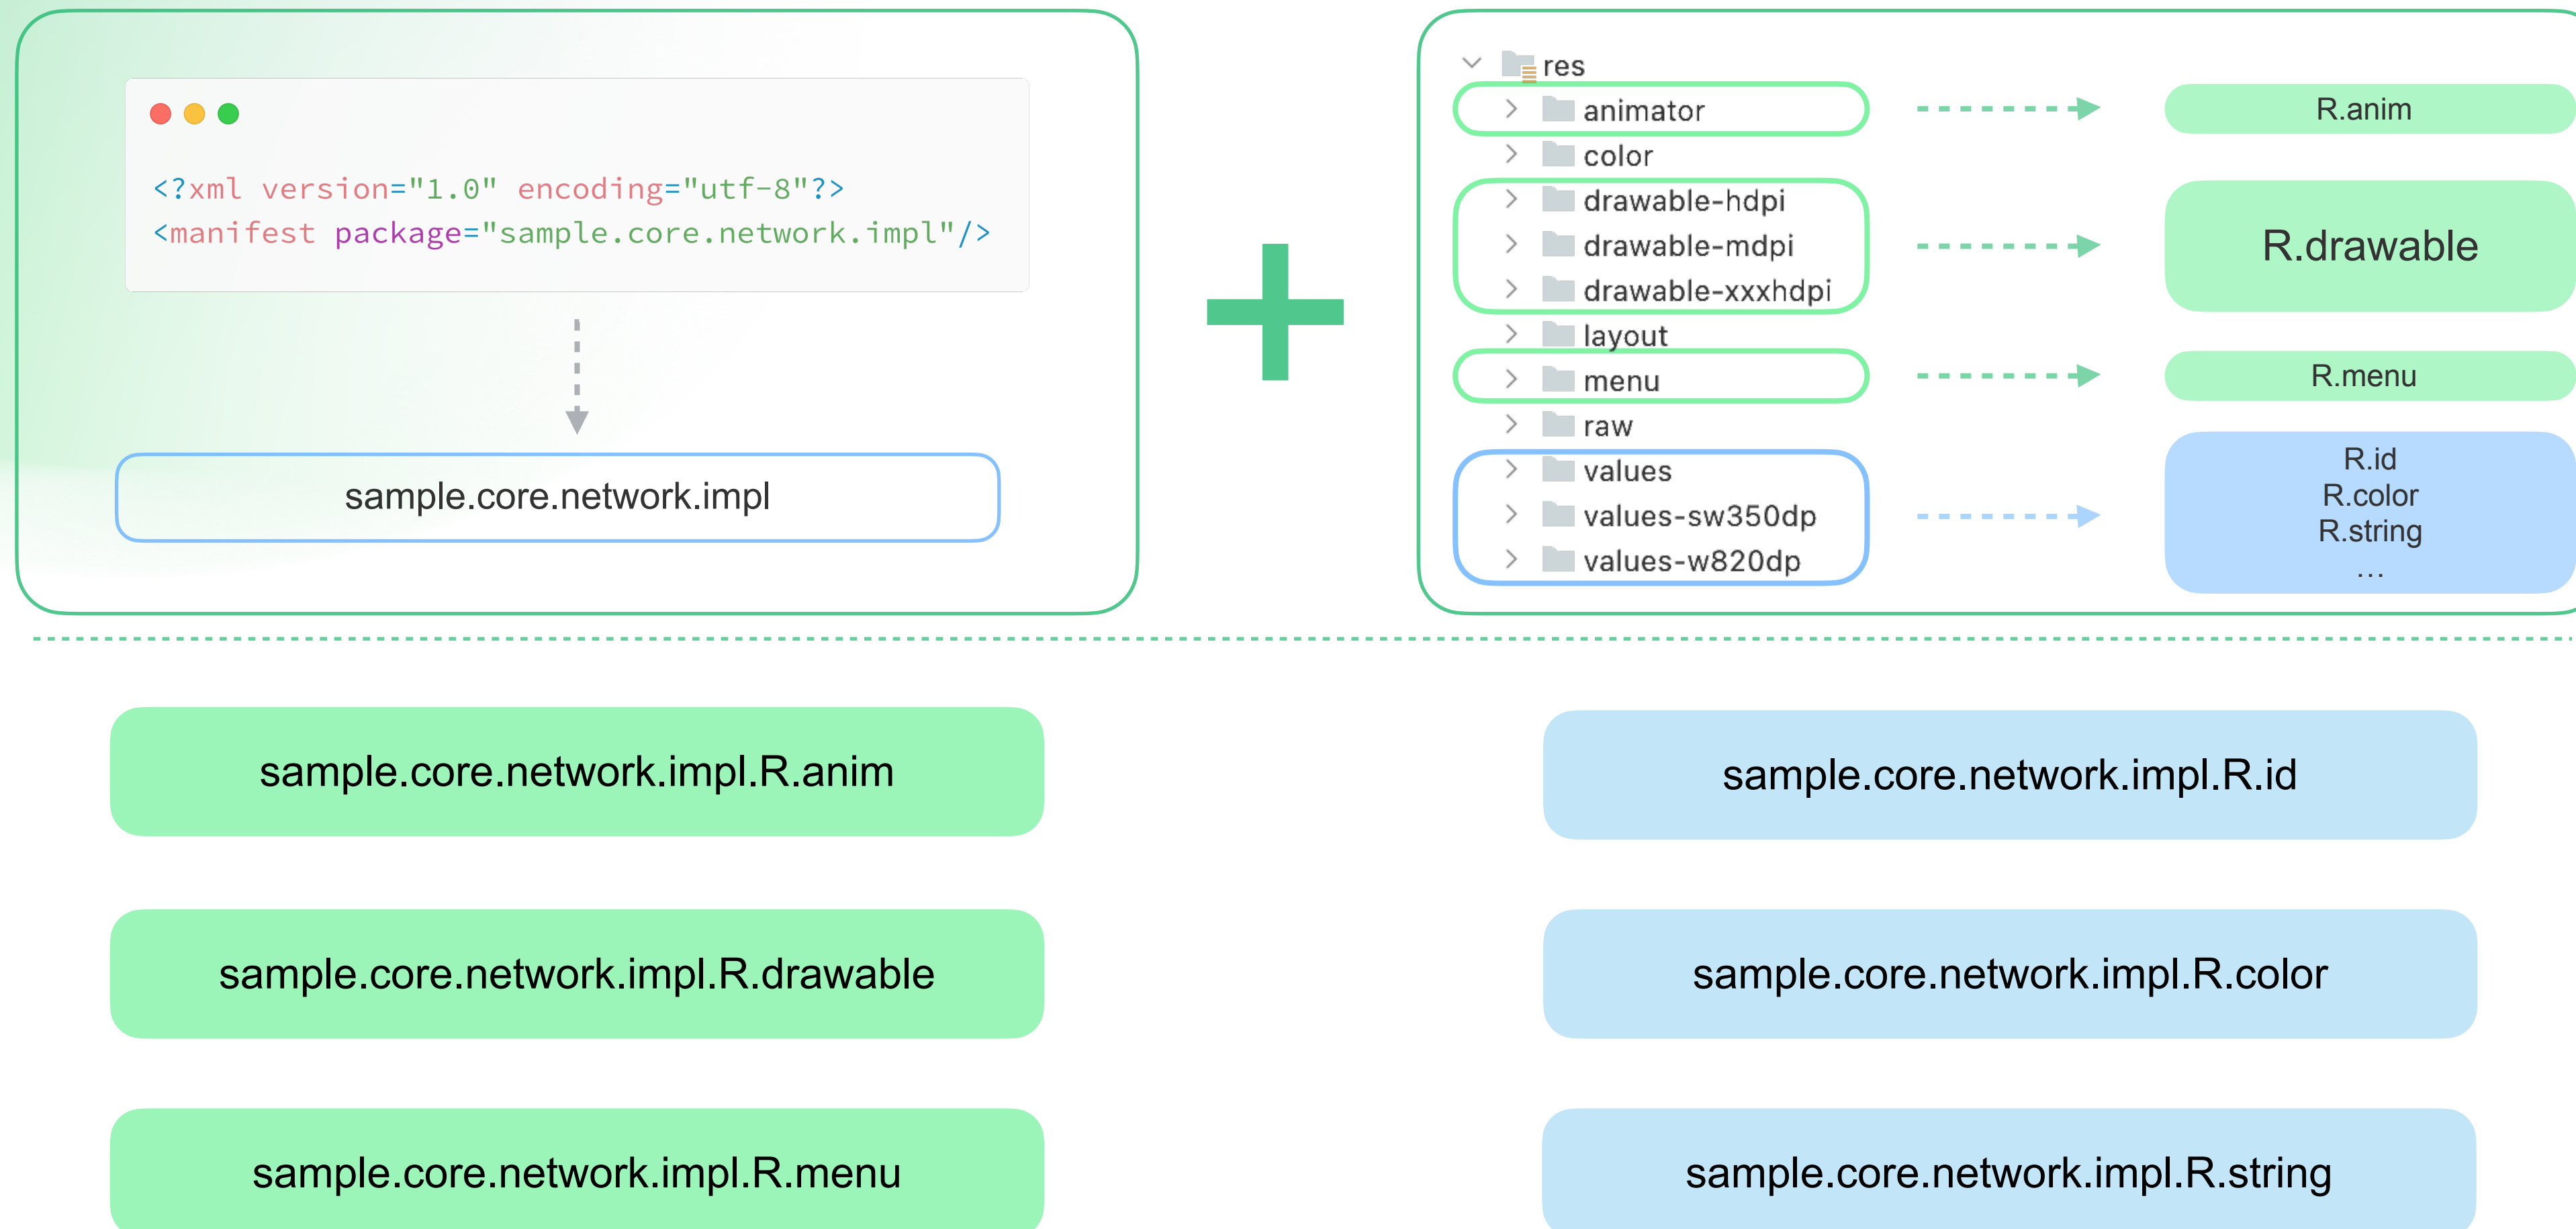 <?xml version="1.0" encoding="utf-8"?>
<manifest package="sample.core.network.impl"/>
sample.core.network.impl
res
animator
color
drawable-hdpi
drawable-mdpi
drawable-xxxhdpi
layout
menu
raw
values
values-sw350dp
values-w820dp
R.anim
R.drawable
R.menu
R.id
R.color
R.string
...
sample.core.network.impl.R.anim
sample.core.network.impl.R.id
sample.core.network.impl.R.drawable
sample.core.network.impl.R.color
sample.core.network.impl.R.menu
sample.core.network.impl.R.string